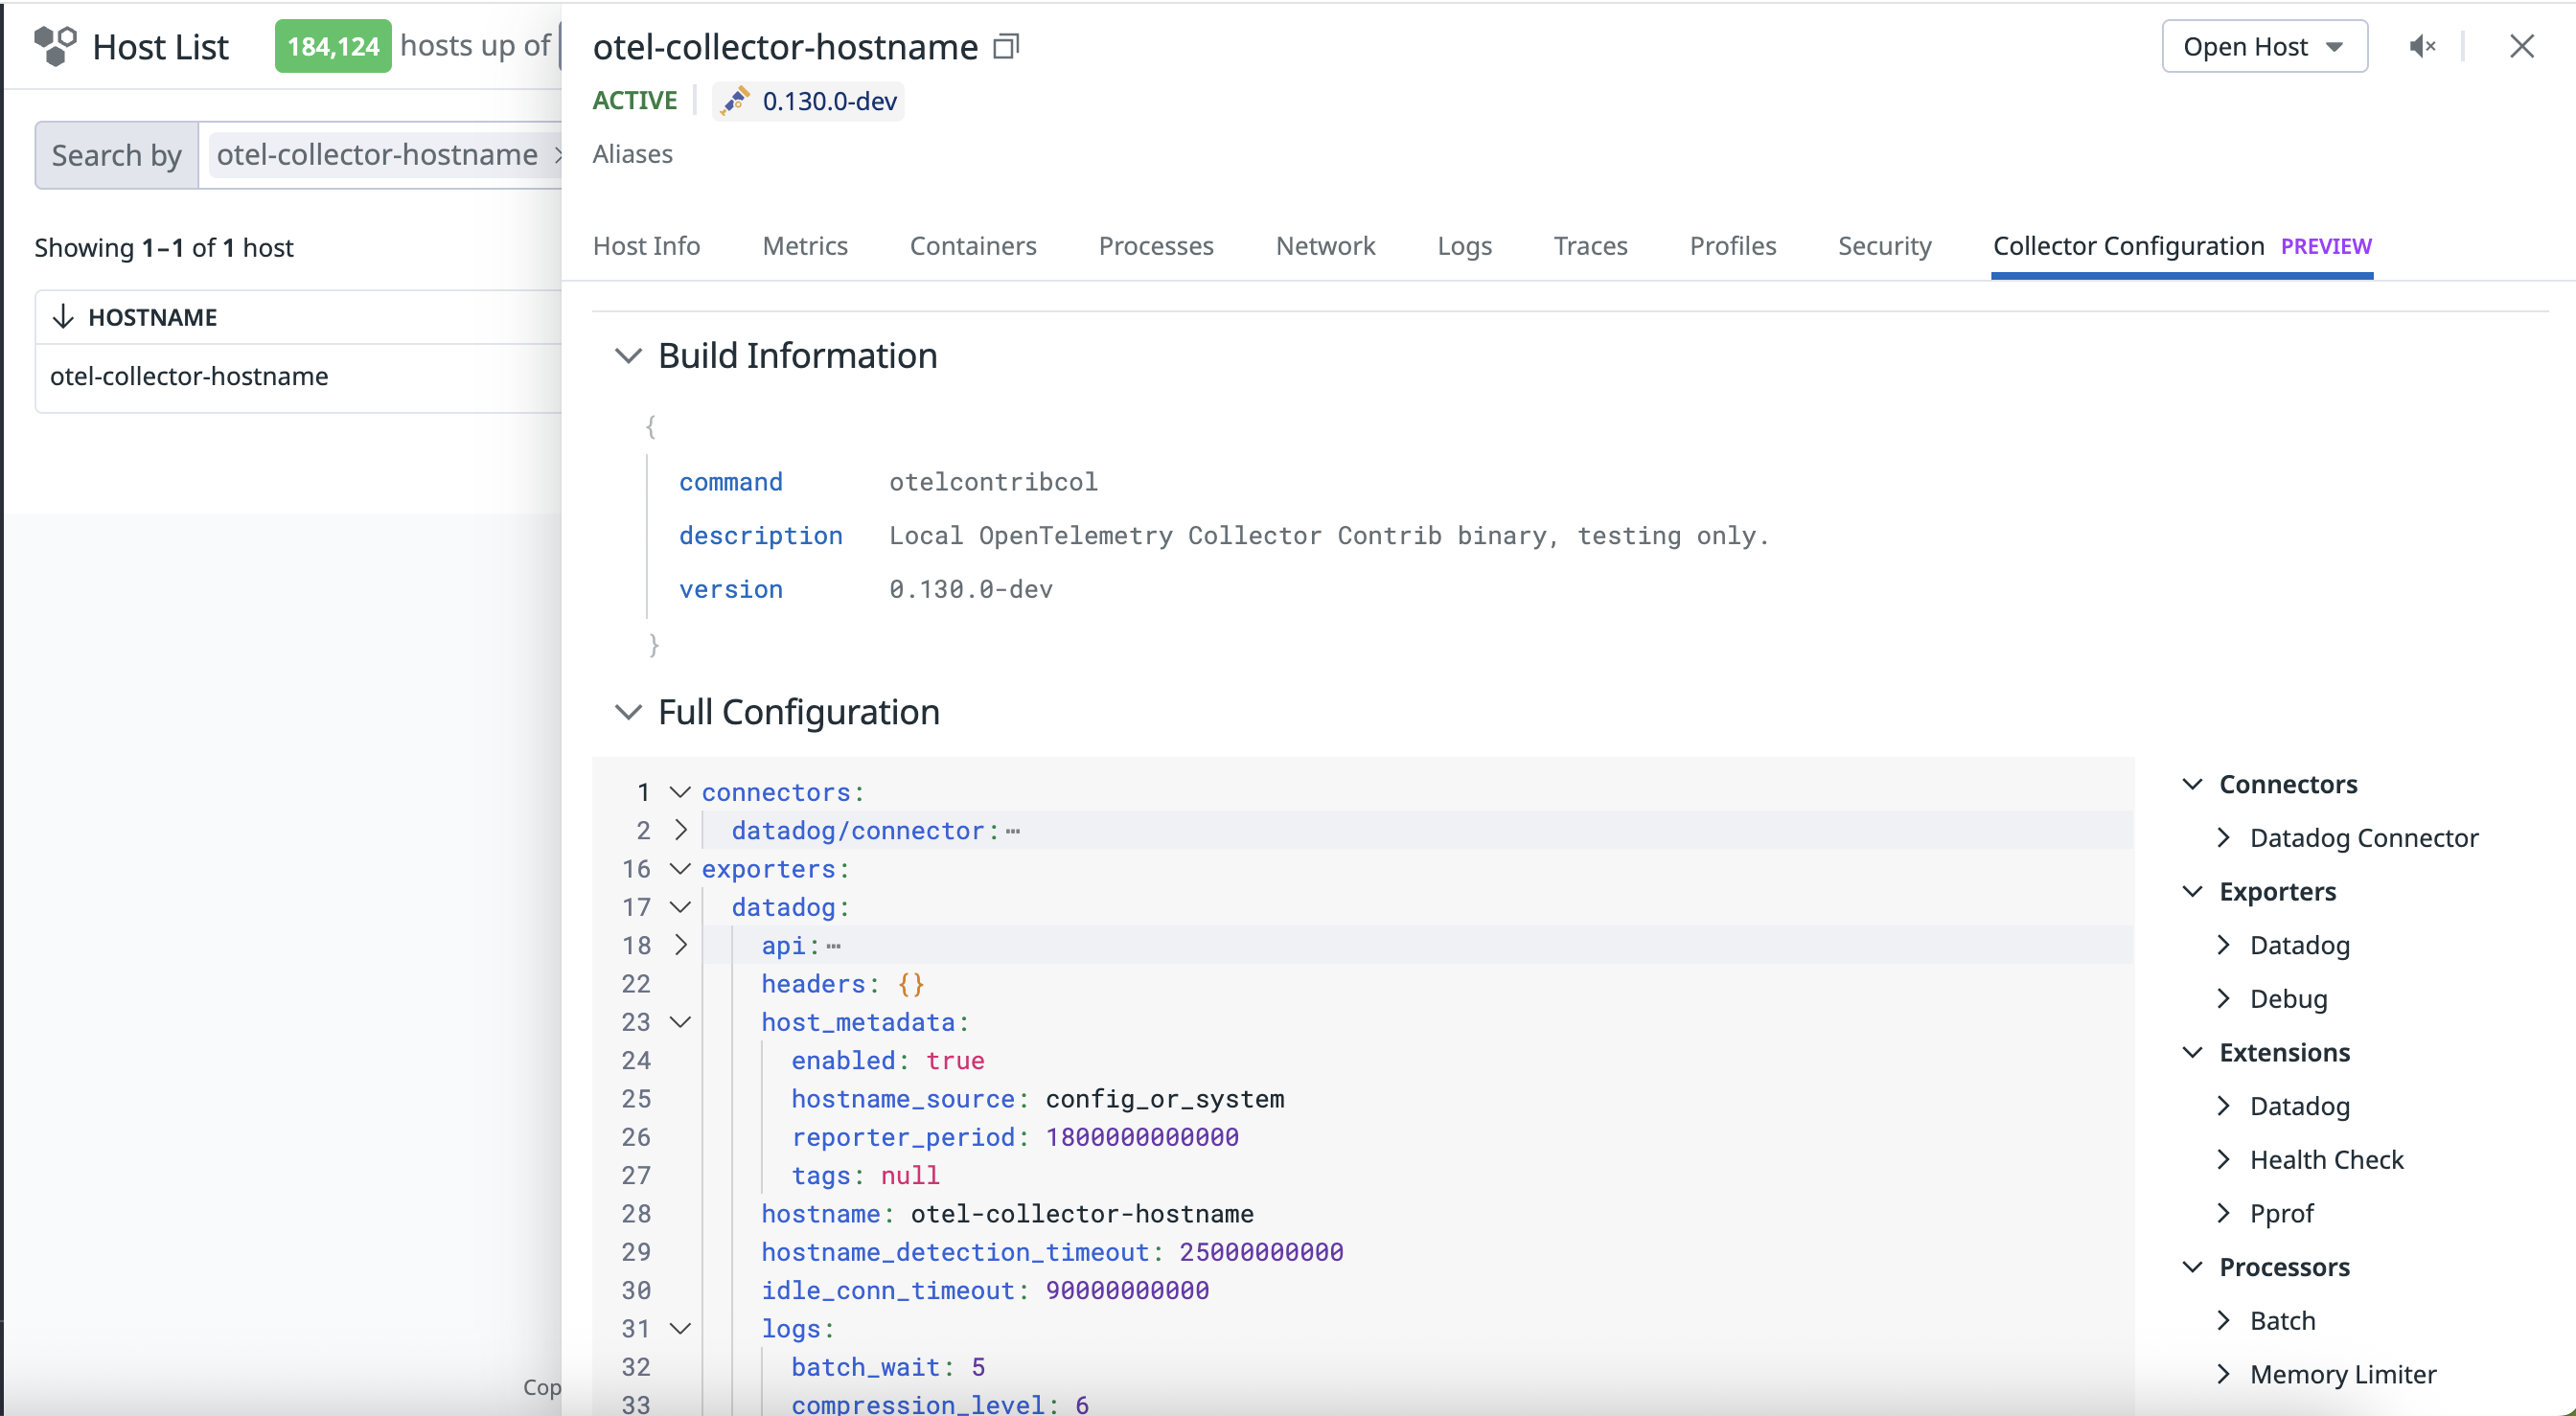 Host List
184,124 hosts up of
Search by otel-collector-hostname
Showing 1–1 of 1 host
HOSTNAME
otel-collector-hostname
Cop
otel-collector-hostname
Open Host
ACTIVE
0.130.0-dev
Aliases
Host Info Metrics Containers Processes Network Logs Traces Profiles Security Collector Configuration PREVIEW
Build Information
{
command otelcontribcol
description Local OpenTelemetry Collector Contrib binary, testing only.
version 0.130.0-dev
}
Full Configuration
1 connectors:
2 datadog/connector:⋯
16 exporters:
17 datadog:
18 api:⋯
22 headers: {}
23 host_metadata:
24 enabled: true
25 hostname_source: config_or_system
26 reporter_period: 1800000000000
27 tags: null
28 hostname: otel-collector-hostname
29 hostname_detection_timeout: 25000000000
30 idle_conn_timeout: 90000000000
31 logs:
32 batch_wait: 5
33 compression_level: 6
Connectors
Datadog Connector
Exporters
Datadog
Debug
Extensions
Datadog
Health Check
Pprof
Processors
Batch
Memory Limiter